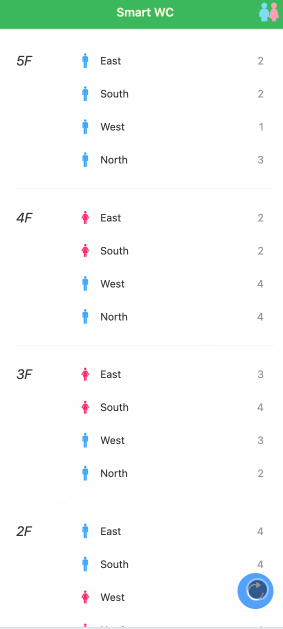 Smart WC
5F East 2
South 2
West 1
North 3
4F East 2
South 2
West 4
North 4
3F East 3
South 4
West 3
North 2
2F East 4
South 4
West